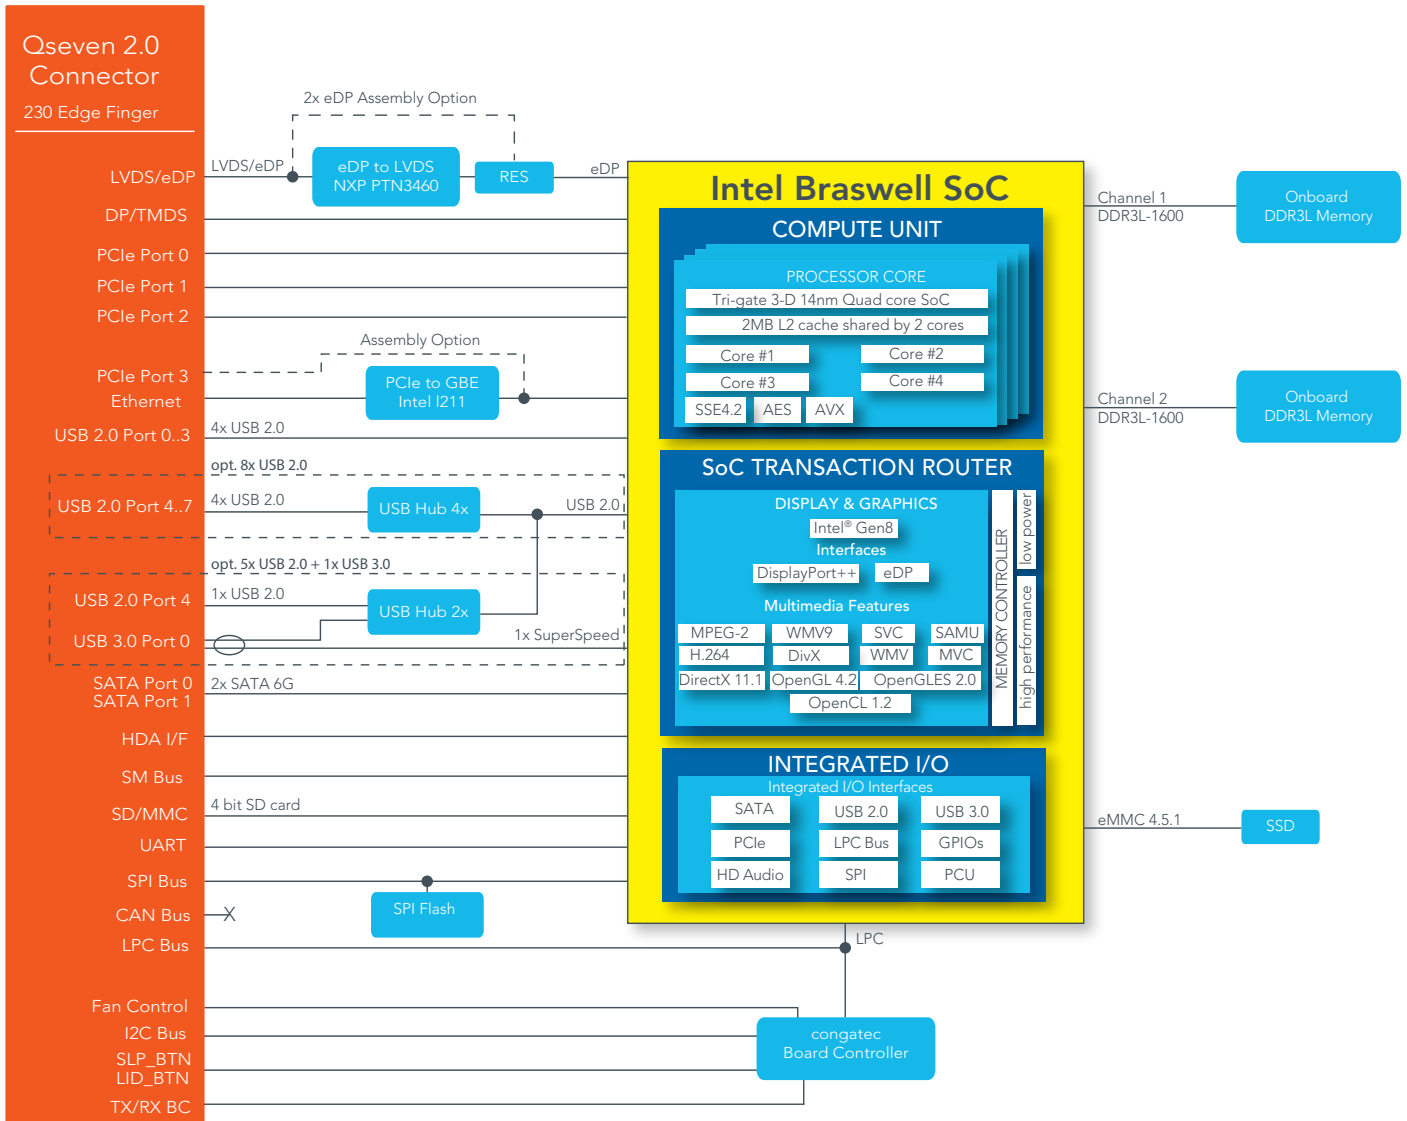 Qseven 2.0
Connector
230 Edge Finger
LVDS/eDP
DP/TMDS
PCIe Port 0
PCIe Port 1
PCIe Port 2
PCIe Port 3
Ethernet
USB 2.0 Port 0..3
USB 2.0 Port 4..7
USB 2.0 Port 4
USB 3.0 Port 0
SATA Port 0
SATA Port 1
HDA I/F
SM Bus
SD/MMC
UART
SPI Bus
CAN Bus
LPC Bus
Fan Control
I2C Bus
SLP_BTN
LID_BTN
TX/RX BC
2x eDP Assembly Option
LVDS/eDP
eDP to LVDS
NXP PTN3460
RES
eDP
Assembly Option
PCIe to GBE
Intel I211
4x USB 2.0
opt. 8x USB 2.0
4x USB 2.0
USB Hub 4x
USB 2.0
opt. 5x USB 2.0 + 1x USB 3.0
1x USB 2.0
USB Hub 2x
1x SuperSpeed
2x SATA 6G
4 bit SD card
SPI Flash
X
LPC
congatec
Board Controller
Intel Braswell SoC
COMPUTE UNIT
PROCESSOR CORE
Tri-gate 3-D 14nm Quad core SoC
2MB L2 cache shared by 2 cores
Core #1
Core #2
Core #3
Core #4
SSE4.2
AES
AVX
SoC TRANSACTION ROUTER
DISPLAY & GRAPHICS
Intel® Gen8
Interfaces
DisplayPort++
eDP
Multimedia Features
MPEG-2
WMV9
SVC
SAMU
H.264
DivX
WMV
MVC
DirectX 11.1
OpenGL 4.2
OpenGLES 2.0
OpenCL 1.2
MEMORY CONTROLLER
low power
high performance
INTEGRATED I/O
Integrated I/O Interfaces
SATA
USB 2.0
USB 3.0
PCIe
LPC Bus
GPIOs
HD Audio
SPI
PCU
Channel 1
DDR3L-1600
Onboard
DDR3L Memory
Channel 2
DDR3L-1600
Onboard
DDR3L Memory
eMMC 4.5.1
SSD